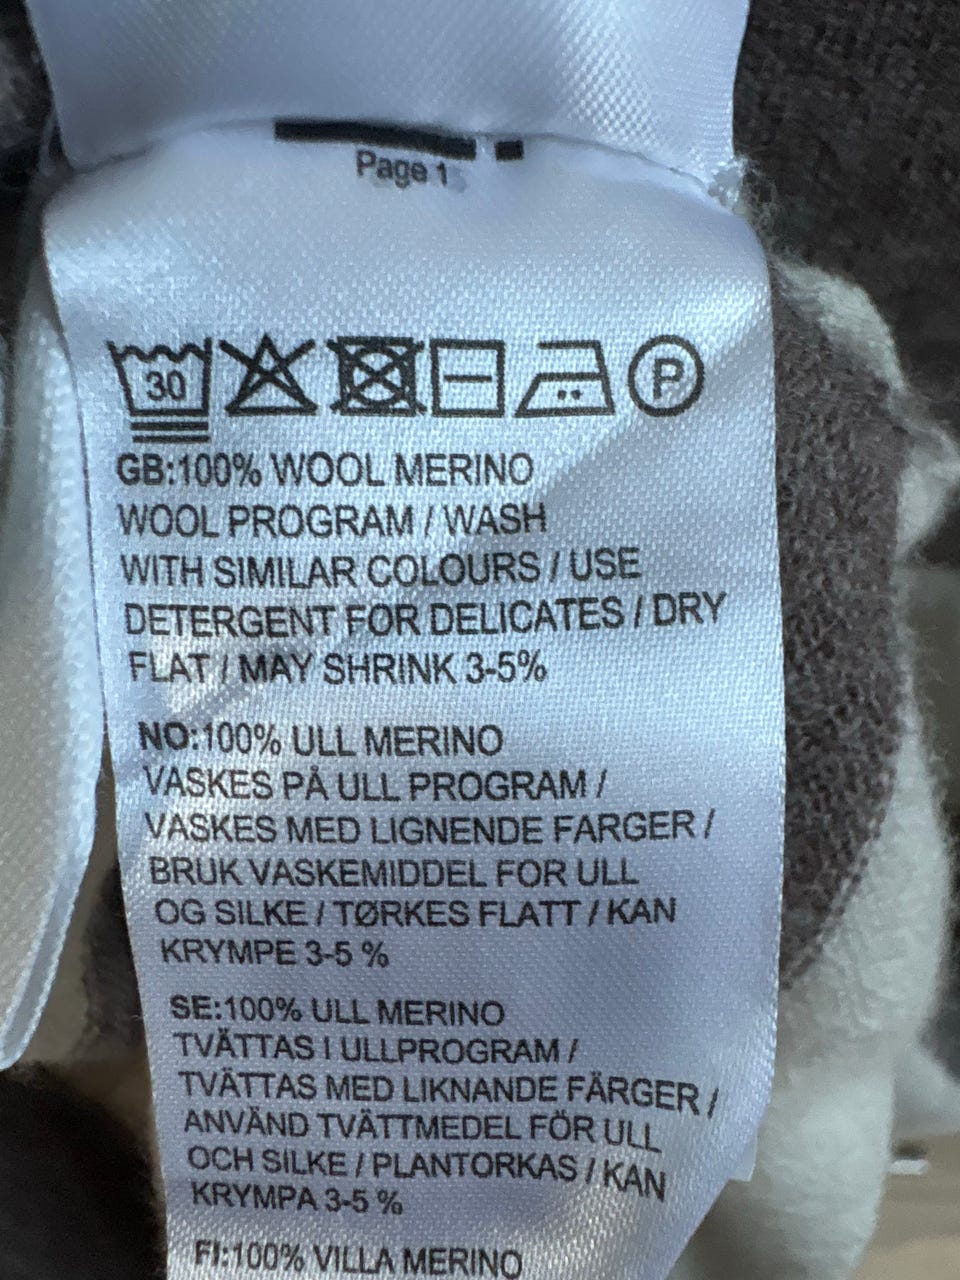 Page 1
30 P
GB:100% WOOL MERINO
WOOL PROGRAM / WASH
WITH SIMILAR COLOURS / USE
DETERGENT FOR DELICATES / DRY
FLAT / MAY SHRINK 3-5%
NO:100% ULL MERINO
VASKES PÅ ULL PROGRAM /
VASKES MED LIGNENDE FARGER /
BRUK VASKEMIDDEL FOR ULL
OG SILKE / TØRKES FLATT / KAN
KRYMPE 3-5 %
SE:100% ULL MERINO
TVÄTTAS I ULLPROGRAM /
TVÄTTAS MED LIKNANDE FÄRGER /
ANVÄND TVÄTTMEDEL FÖR ULL
OCH SILKE / PLANTORKAS / KAN
KRYMPA 3-5 %
FI:100% VILLA MERINO